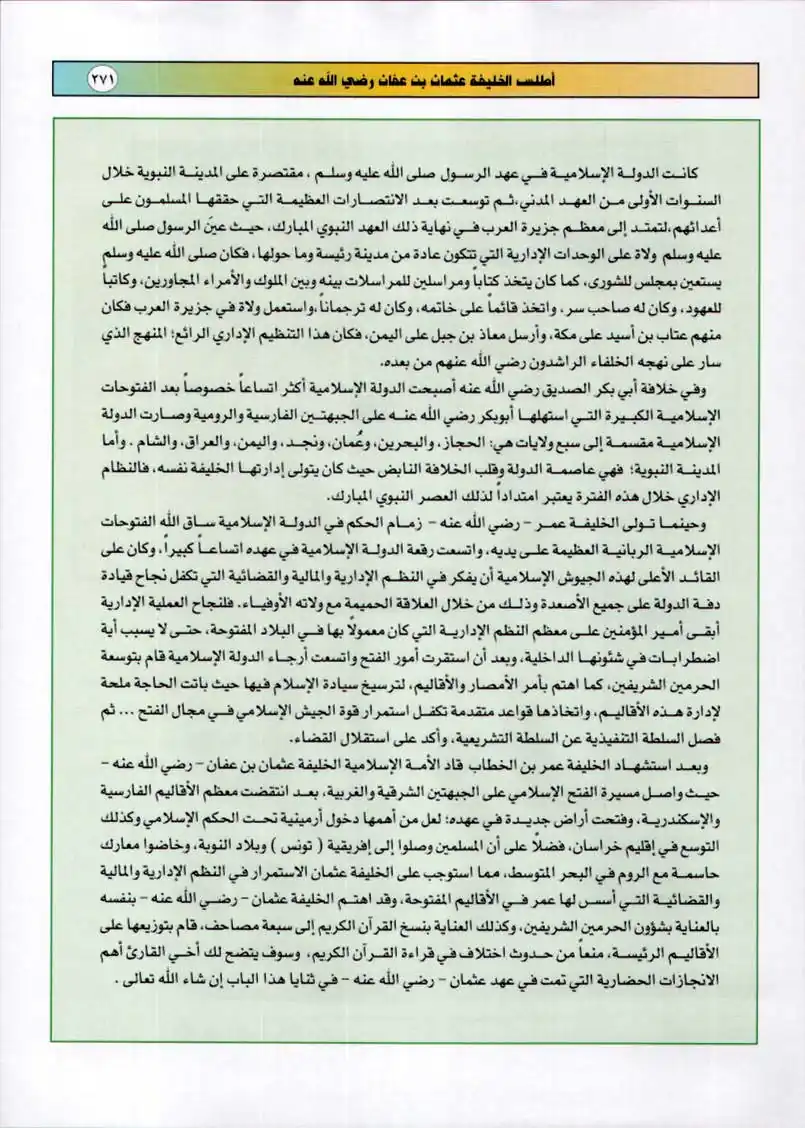 أطلس الخليفة عثمان بن عفان رضي الله عنه
٢٧١
كانت الدولة الإسلامية في عهد الرسول صلى الله عليه وسلم ، مقتصرة على المدينة النبوية خلال
السنوات الأولى من العهد المدني،ثم توسعت بعد الانتصارات العظيمة التي حققها المسلمون على
أعدائهم،لتمتد إلى معظم جزيرة العرب في نهاية ذلك العهد النبوي المبارك، حيث عيّن الرسول صلى الله
عليه وسلم ولاة على الوحدات الإدارية التي تتكون عادة من مدينة رئيسة وما حولها، فكان صلى الله عليه وسلم
يستعين بمجلس للشورى، كما كان يتخذ كتاباً ومراسلين للمراسلات بينه وبين الملوك والأمراء المجاورين، وكاتباً
للعهود، وكان له صاحب سر، واتخذ قائماً على خاتمه، وكان له ترجماناً،واستعمل ولاة في جزيرة العرب فكان
منهم عتاب بن أسيد على مكة، وأرسل معاذ بن جبل على اليمن، فكان هذا التنظيم الإداري الرائع؛ المنهج الذي
سار على نهجه الخلفاء الراشدون رضي الله عنهم من بعده.
وفي خلافة أبي بكر الصديق رضي الله عنه أصبحت الدولة الإسلامية أكثر اتساعاً خصوصاً بعد الفتوحات
الإسلامية الكبيرة التي استهلها أبوبكر رضي الله عنه على الجبهتين الفارسية والرومية وصارت الدولة
الإسلامية مقسمة إلى سبع ولايات هي: الحجاز، والبحرين، وعُمان، ونجد، واليمن، والعراق، والشام . وأما
المدينة النبوية؛ فهي عاصمة الدولة وقلب الخلافة النابض حيث كان يتولى إدارتها الخليفة نفسه، فالنظام
الإداري خلال هذه الفترة يعتبر امتداداً لذلك العصر النبوي المبارك.
وحينما تولى الخليفة عمر – رضي الله عنه – زمام الحكم في الدولة الإسلامية ساق الله الفتوحات
الإسلامية الربانية العظيمة على يديه، واتسعت رقعة الدولة الإسلامية في عهده اتساعاً كبيراً، وكان على
القائد الأعلى لهذه الجيوش الإسلامية أن يفكر في النظم الإدارية والمالية والقضائية التي تكفل نجاح قيادة
دفة الدولة على جميع الأصعدة وذلك من خلال العلاقة الحميمة مع ولاته الأوفياء. فلنجاح العملية الإدارية
أبقى أمير المؤمنين على معظم النظم الإدارية التي كان معمولاً بها في البلاد المفتوحة، حتى لا يسبب أية
اضطرابات في شئونها الداخلية، وبعد أن استقرت أمور الفتح واتسعت أرجاء الدولة الإسلامية قام بتوسعة
الحرمين الشريفين، كما اهتم بأمر الأمصار والأقاليم، لترسيخ سيادة الإسلام فيها حيث باتت الحاجة ملحة
لإدارة هذه الأقاليم، واتخاذها قواعد متقدمة تكفل استمرار قوة الجيش الإسلامي في مجال الفتح ... ثم
فصل السلطة التنفيذية عن السلطة التشريعية، وأكد على استقلال القضاء.
وبعد استشهاد الخليفة عمر بن الخطاب قاد الأمة الإسلامية الخليفة عثمان بن عفان – رضي الله عنه –
حيث واصل مسيرة الفتح الإسلامي على الجبهتين الشرقية والغربية، بعد انتقضت معظم الأقاليم الفارسية
والإسكندرية، وفتحت أراض جديدة في عهده؛ لعل من أهمها دخول أرمينية تحت الحكم الإسلامي وكذلك
التوسع في إقليم خراسان، فضلاً على أن المسلمين وصلوا إلى إفريقية ( تونس ) وبلاد النوبة، وخاضوا معارك
حاسمة مع الروم في البحر المتوسط، مما استوجب على الخليفة عثمان الاستمرار في النظم الإدارية والمالية
والقضائية التي أسس لها عمر في الأقاليم المفتوحة، وقد اهتم الخليفة عثمان – رضي الله عنه – بنفسه
بالعناية بشؤون الحرمين الشريفين، وكذلك العناية بنسخ القرآن الكريم إلى سبعة مصاحف، قام بتوزيعها على
الأقاليم الرئيسة، منعاً من حدوث اختلاف في قراءة القرآن الكريم، وسوف يتضح لك أخي القارئ أهم
الانجازات الحضارية التي تمت في عهد عثمان – رضي الله عنه – في ثنايا هذا الباب إن شاء الله تعالى .